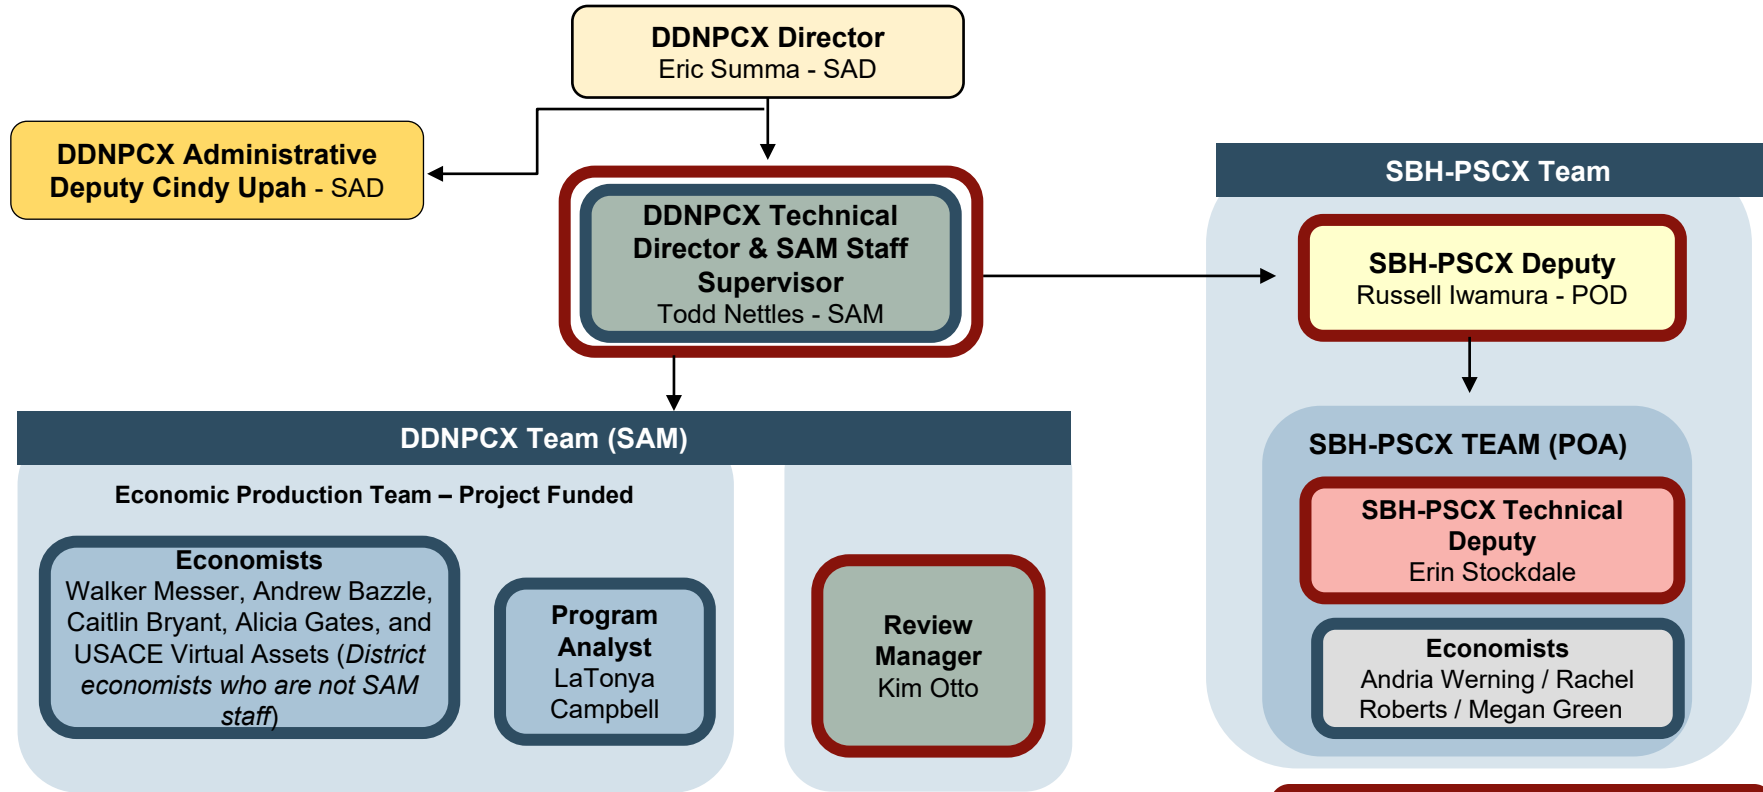 DDNPCX Director
Eric Summa - SAD
DDNPCX Administrative
Deputy Cindy Upah - SAD
DDNPCX Technical
Director & SAM Staff
Supervisor
Todd Nettles - SAM
SBH-PSCX Team
SBH-PSCX Deputy
Russell Iwamura - POD
DDNPCX Team (SAM)
Economic Production Team – Project Funded
Economists
Walker Messer, Andrew Bazzle,
Caitlin Bryant, Alicia Gates, and
USACE Virtual Assets (District
economists who are not SAM
staff)
Program
Analyst
LaTonya
Campbell
Review
Manager
Kim Otto
SBH-PSCX TEAM (POA)
SBH-PSCX Technical
Deputy
Erin Stockdale
Economists
Andria Werning / Rachel
Roberts / Megan Green